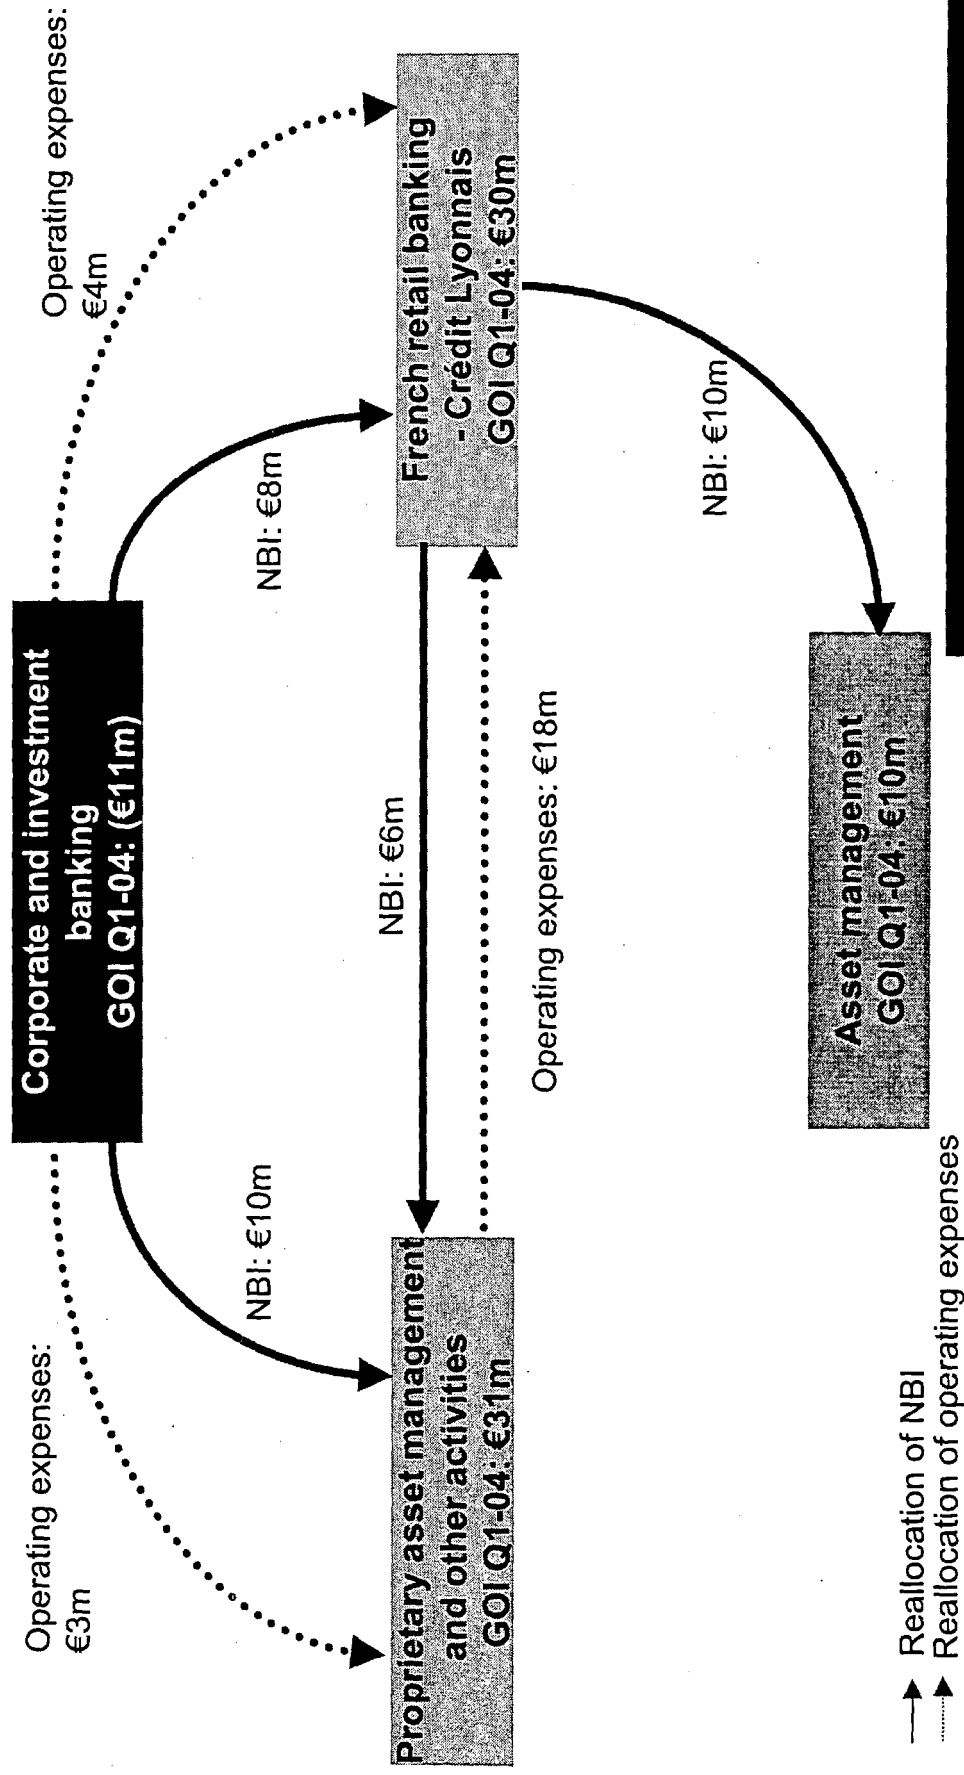 Operating expenses:
€3m
Operating expenses:
€4m
Corporate and investment
banking
GOI Q1-04: (€11m)
NBI: €10m
NBI: €8m
Proprietary asset management
and other activities
GOI Q1-04: €31m
NBI: €6m
Operating expenses: €18m
French retail banking
- Crédit Lyonnais
GOI Q1-04: €30m
NBI: €10m
Asset management
GOI Q1-04: €10m
Reallocation of NBI
Reallocation of operating expenses